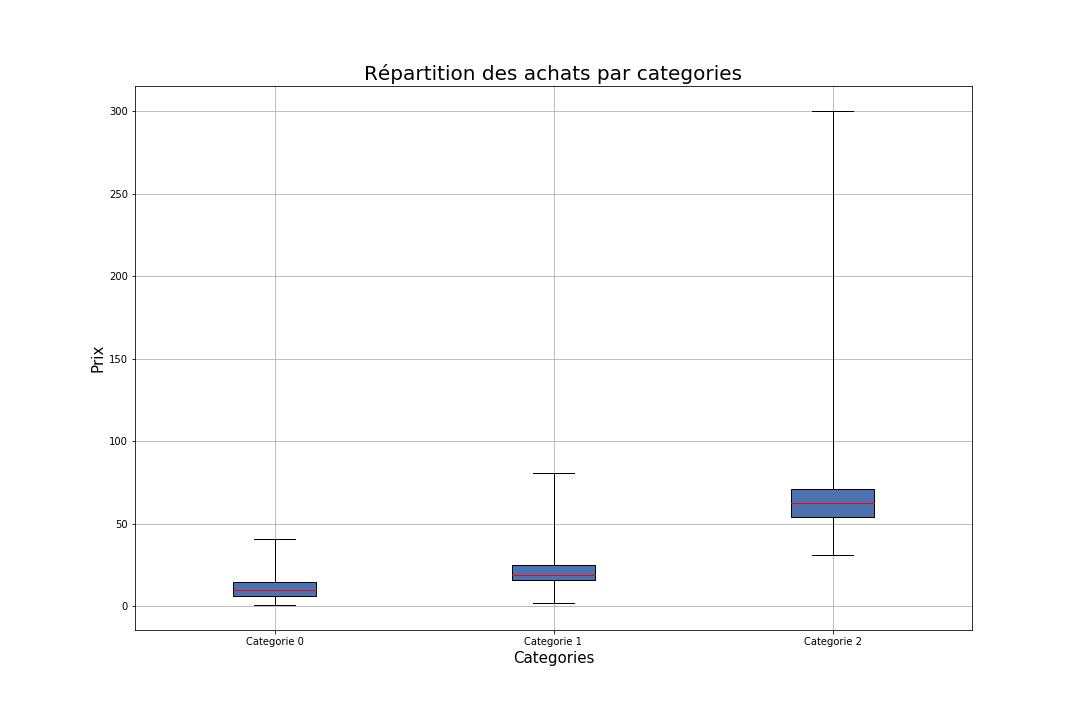 Répartition des achats par categories
300
250
200
150
100
50
0
Prix
Categorie 0
Categorie 1
Categorie 2
Categories